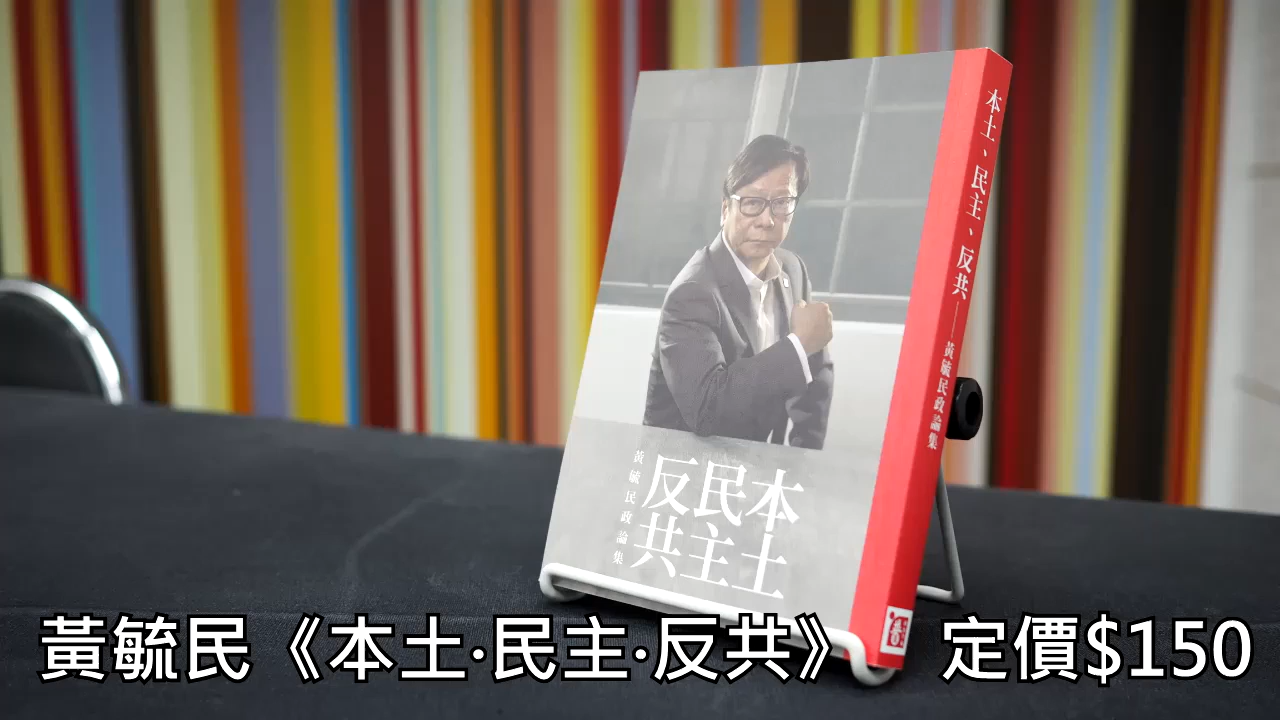 本土、民主、反共——黃毓民政論集
本土
民主
反共
黃毓民政論集
黃毓民《本土·民主·反共》 定價$150